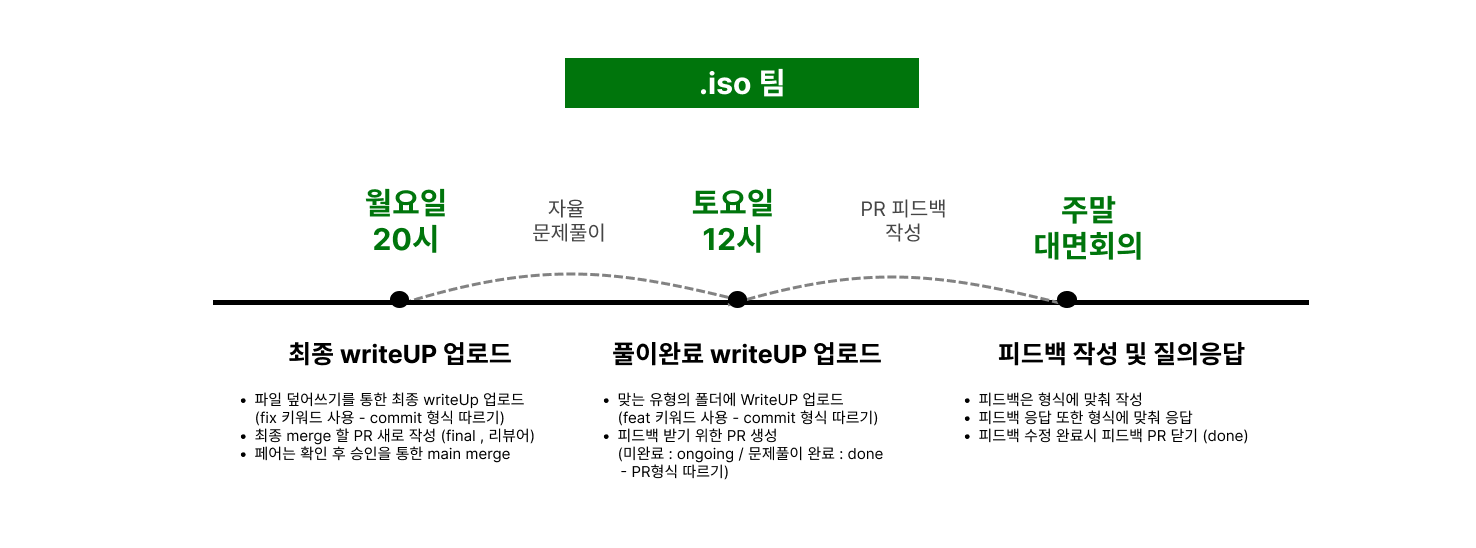 .iso 팀
월요일
20시
자율
문제풀이
토요일
12시
PR 피드백
작성
주말
대면회의
최종 writeUP 업로드
• 파일 덮어쓰기를 통한 최종 writeUp 업로드
(fix 키워드 사용 - commit 형식 따르기)
• 최종 merge 할 PR 새로 작성 (final , 리뷰어)
• 페어는 확인 후 승인을 통한 main merge
풀이완료 writeUP 업로드
• 맞는 유형의 폴더에 WriteUP 업로드
(feat 키워드 사용 - commit 형식 따르기)
• 피드백 받기 위한 PR 생성
(미완료 : ongoing / 문제풀이 완료 : done
- PR형식 따르기)
피드백 작성 및 질의응답
• 피드백은 형식에 맞춰 작성
• 피드백 응답 또한 형식에 맞춰 응답
• 피드백 수정 완료시 피드백 PR 닫기 (done)